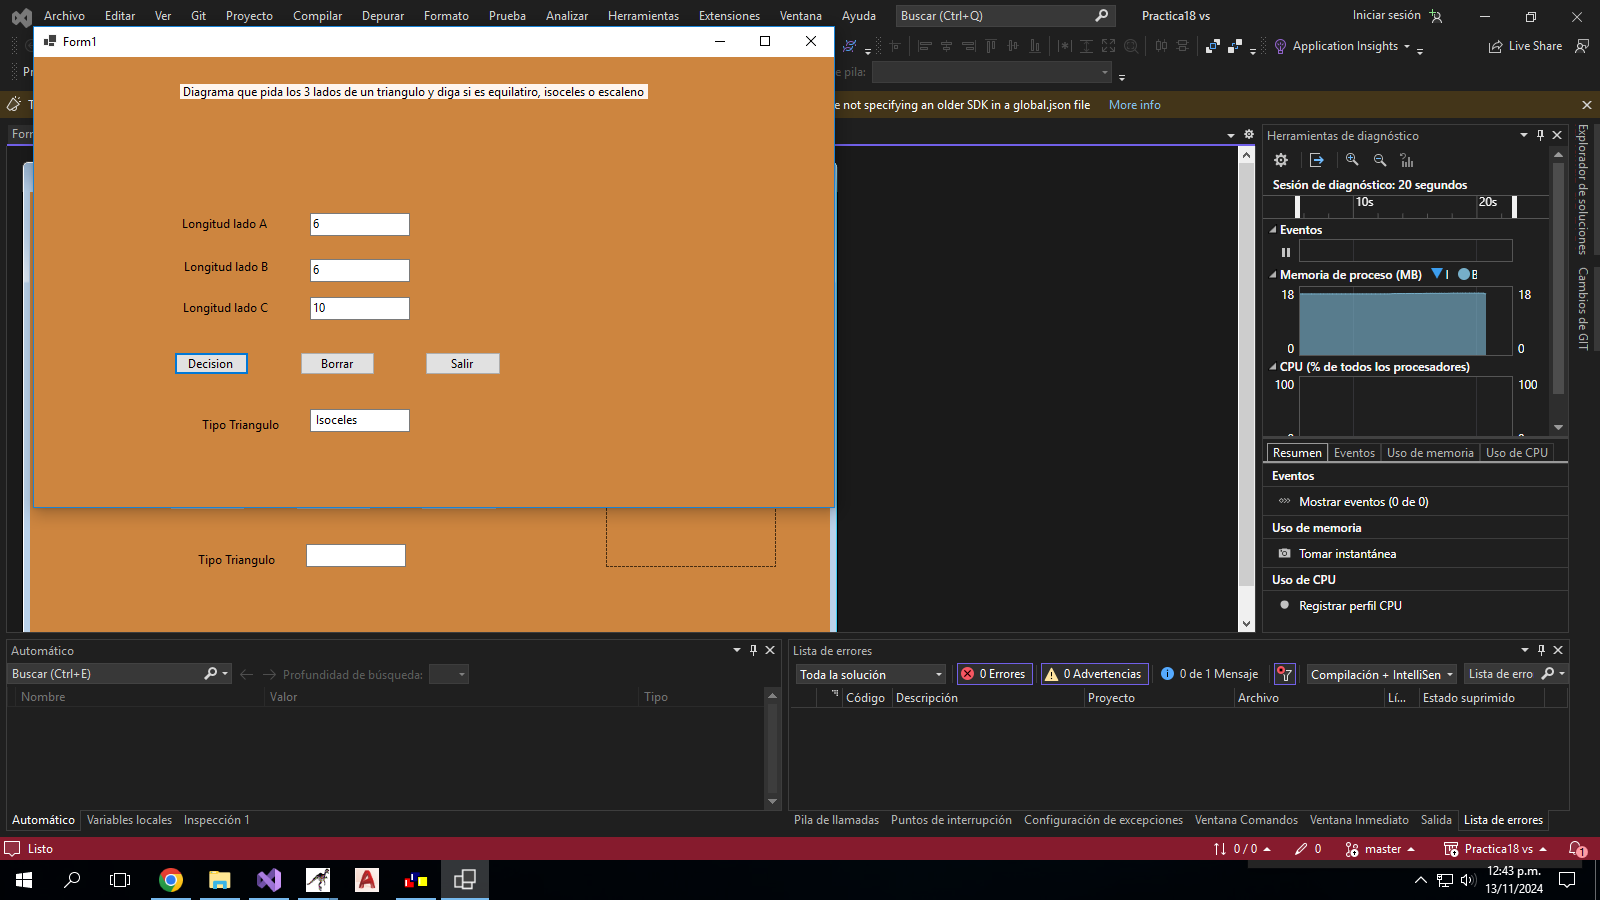 Archivo Editar Ver Git Proyecto Compilar Depurar Formato Prueba Analizar Herramientas Extensiones Ventana Ayuda Buscar (Ctrl+Q) Practica18 vs Iniciar sesión
Form1
Application Insights Live Share
pila:
Diagrama que pida los 3 lados de un triangulo y diga si es equilatiro, isoceles o escaleno
e not specifying an older SDK in a global.json file More info
Longitud lado A 6
Longitud lado B 6
Longitud lado C 10
Decision Borrar Salir
Tipo Triangulo Isoceles
Tipo Triangulo
Herramientas de diagnóstico
Sesión de diagnóstico: 20 segundos
10s 20s
Eventos
Memoria de proceso (MB)
18 18
0 0
CPU (% de todos los procesadores)
100 100
Resumen Eventos Uso de memoria Uso de CPU
Eventos
Mostrar eventos (0 de 0)
Uso de memoria
Tomar instantánea
Uso de CPU
Registrar perfil CPU
Explorador de soluciones
Cambios de GIT
Automático
Buscar (Ctrl+E) Profundidad de búsqueda:
Nombre Valor Tipo
Automático Variables locales Inspección 1
Lista de errores
Toda la solución 0 Errores 0 Advertencias 0 de 1 Mensaje Compilación + IntelliSen Lista de erro
Código Descripción Proyecto Archivo Lí... Estado suprimido
Pila de llamadas Puntos de interrupción Configuración de excepciones Ventana Comandos Ventana Inmediato Salida Lista de errores
Listo 0 / 0 0 master Practica18 vs 1
12:43 p.m.
13/11/2024